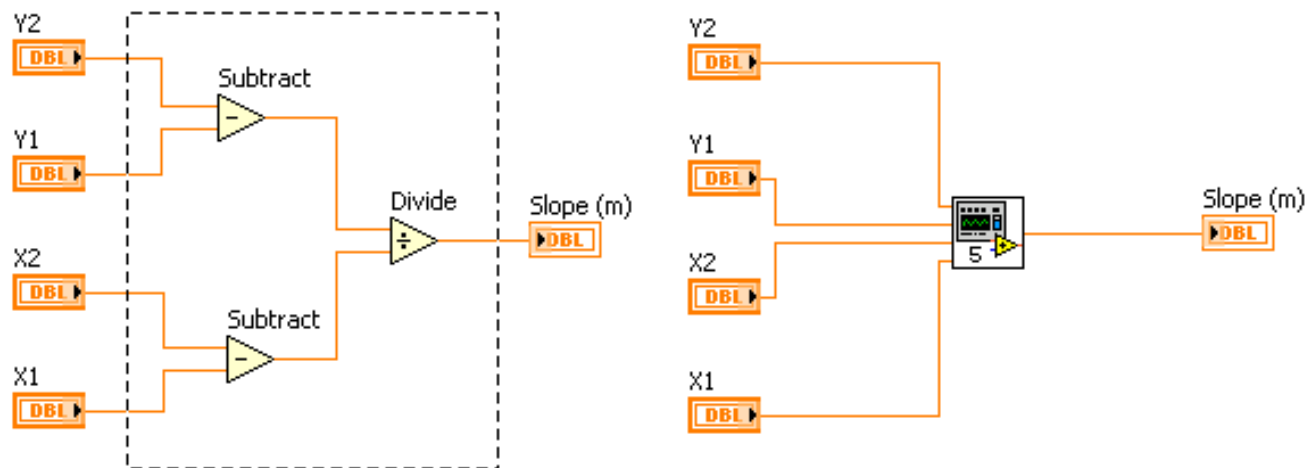 Y2
DBL
Subtract
Y1
DBL
Divide
Slope (m)
DBL
X2
DBL
Subtract
X1
DBL
Y2
DBL
Y1
DBL
Slope (m)
DBL
5
X2
DBL
X1
DBL